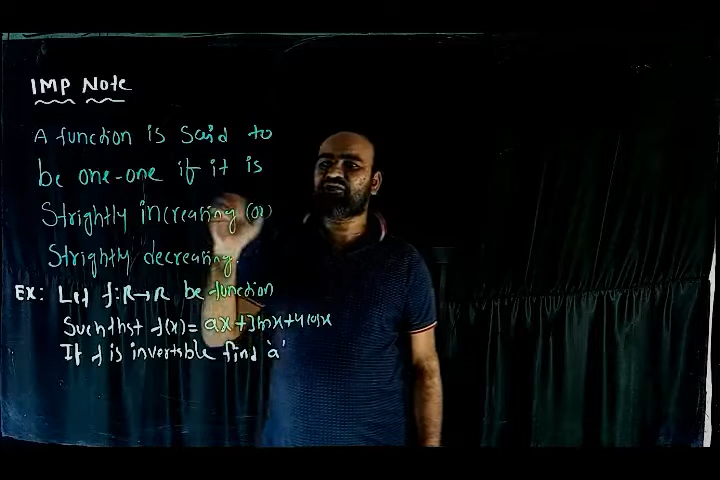 IMP Note
A function is said to
be one-one if it is
Strightly increasing (or)
Strightly decreasing.
EX: Let f:R→R be function
Such that f(x) = ax+3sinx+4cosx
If f is invertable find 'a'